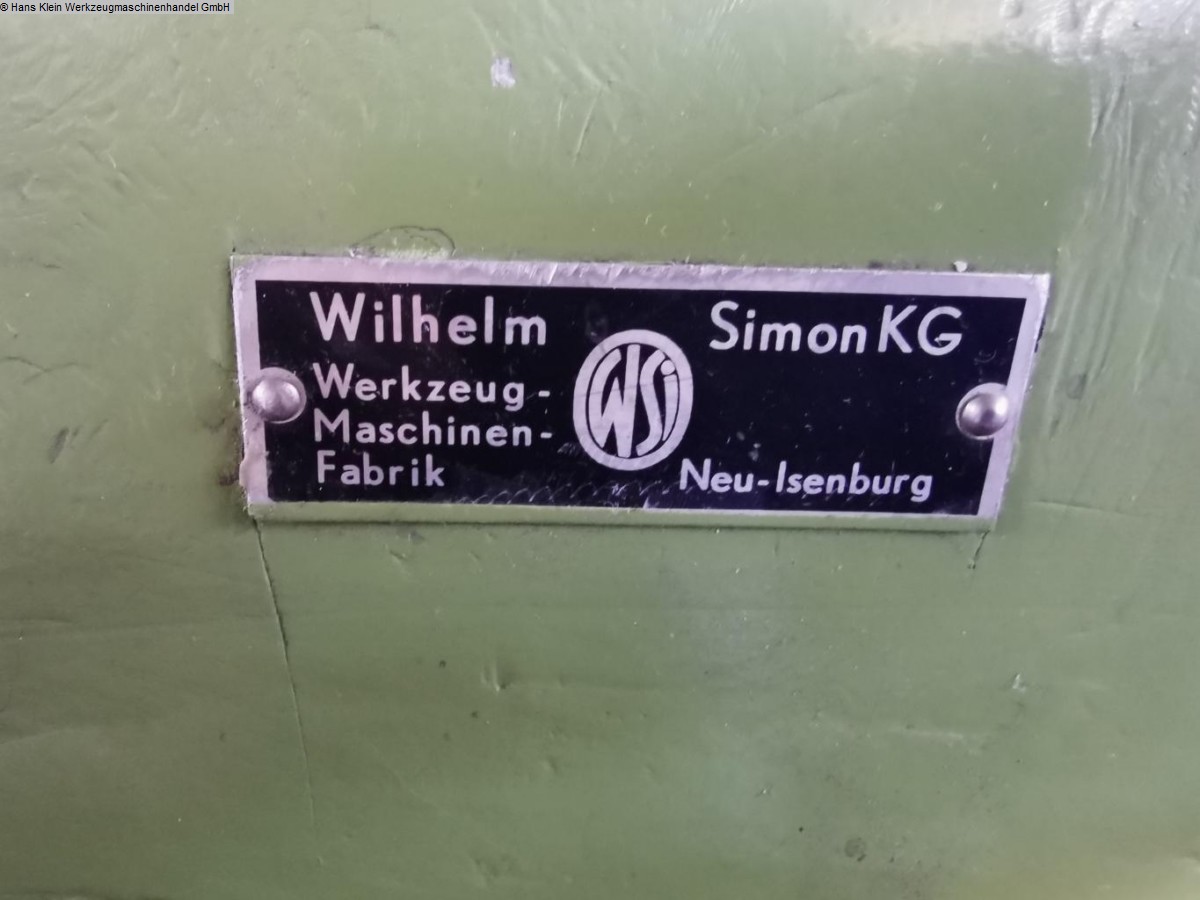 © Hans Klein Werkzeugmaschinenhandel GmbH
Wilhelm Simon KG
Werkzeug-
Maschinen-
Fabrik
WSi
Neu-Isenburg